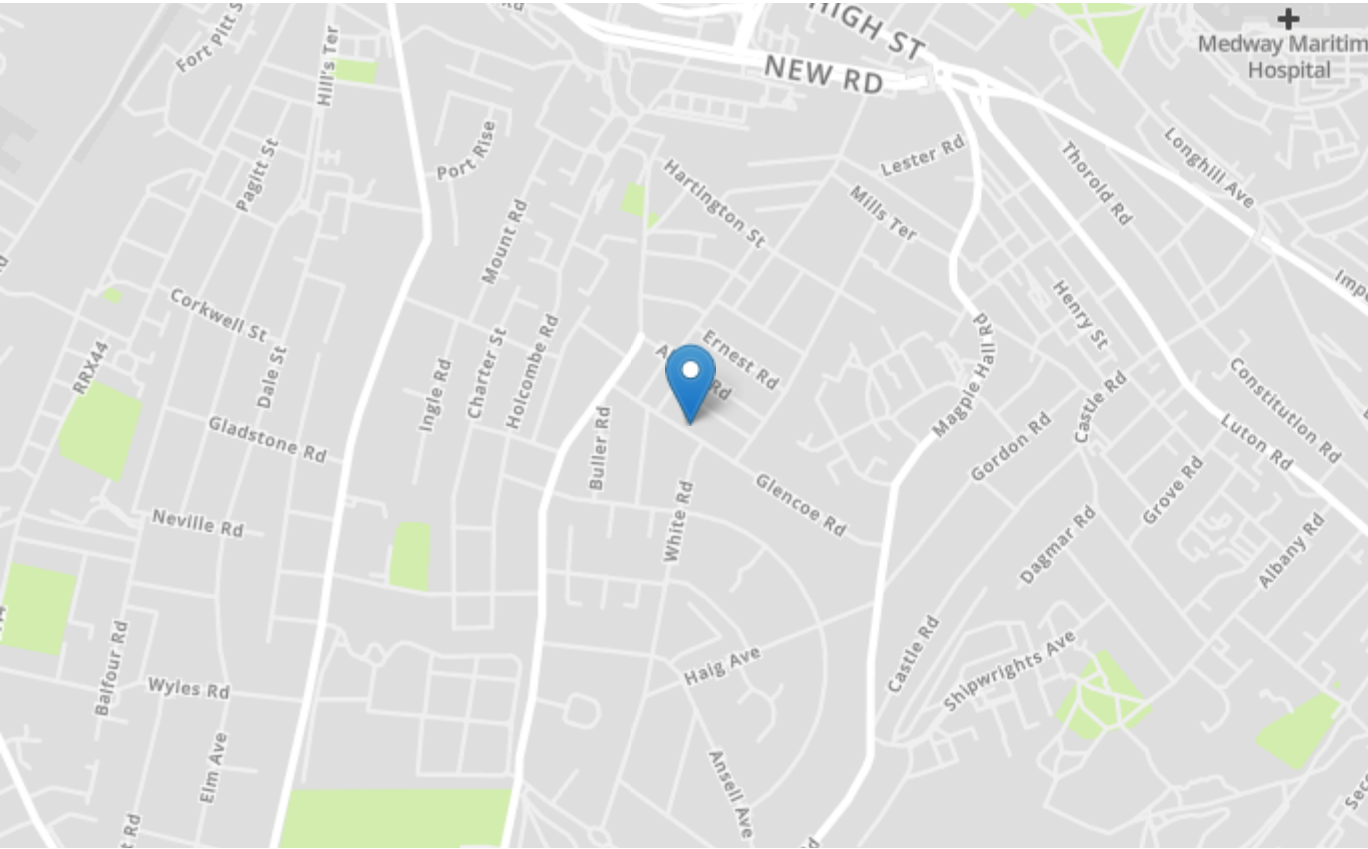 Fort Pitt S
Hill's Ter
HIGH ST
Medway Maritim
Hospital
NEW RD
Port Rise
Pagitt St
Lester Rd
Longhill Ave
Thorold Rd
Hartington St
Mills Ter
Mount Rd
Corkwell St
Impe
Henry St
RRX44
Dale St
Ingle Rd
Charter St
Holcombe Rd
Ernest Rd
Rd
Magpie Hall Rd
Constitution Rd
Castle Rd
Gladstone Rd
Buller Rd
Gordon Rd
Luton Rd
Glencoe Rd
Grove Rd
Neville Rd
White Rd
Dagmar Rd
Albany Rd
Balfour Rd
Wyles Rd
Haig Ave
Castle Rd
Shipwrights Ave
Elm Ave
Ansell Ave
Seco
t Rd